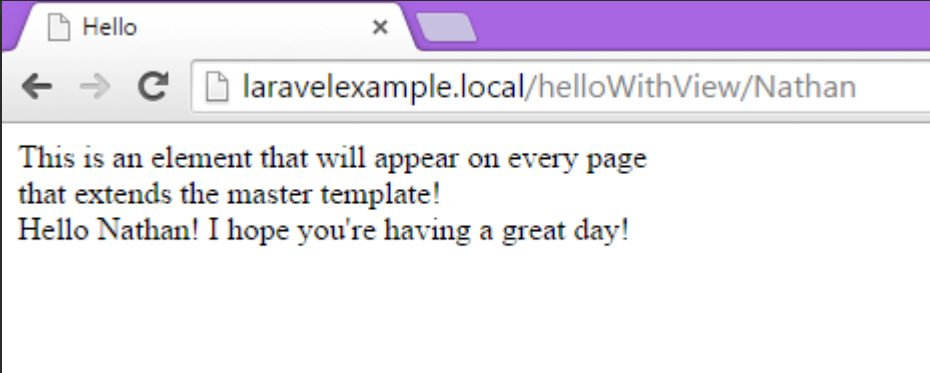 Hello
laravelexample.local/helloWithView/Nathan
This is an element that will appear on every page
that extends the master template!
Hello Nathan! I hope you're having a great day!